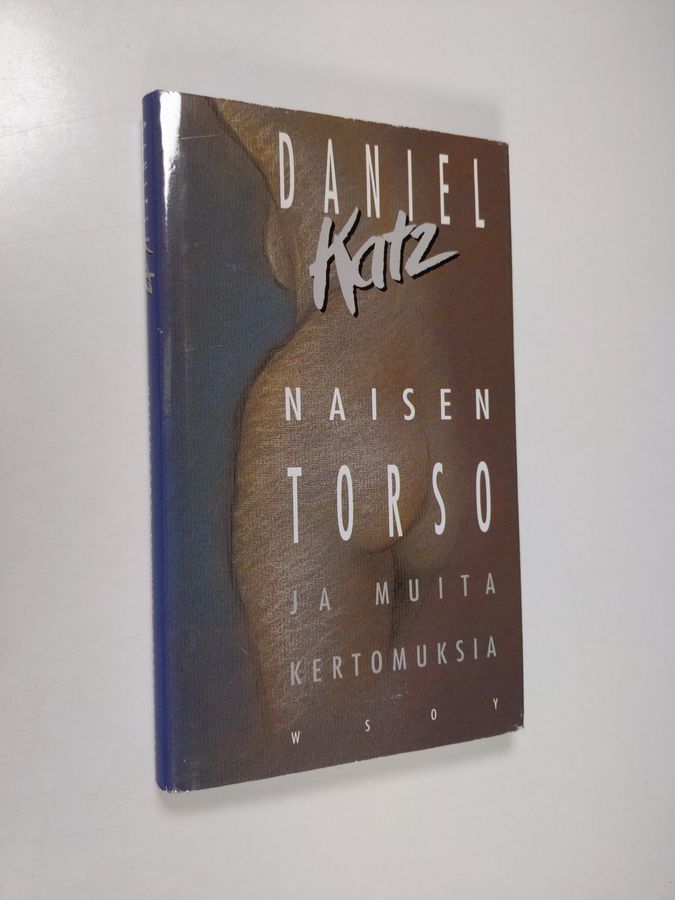 DANIEL
Katz
NAISEN
TORSO
JA MUITA
KERTOMUKSIA
WSOY